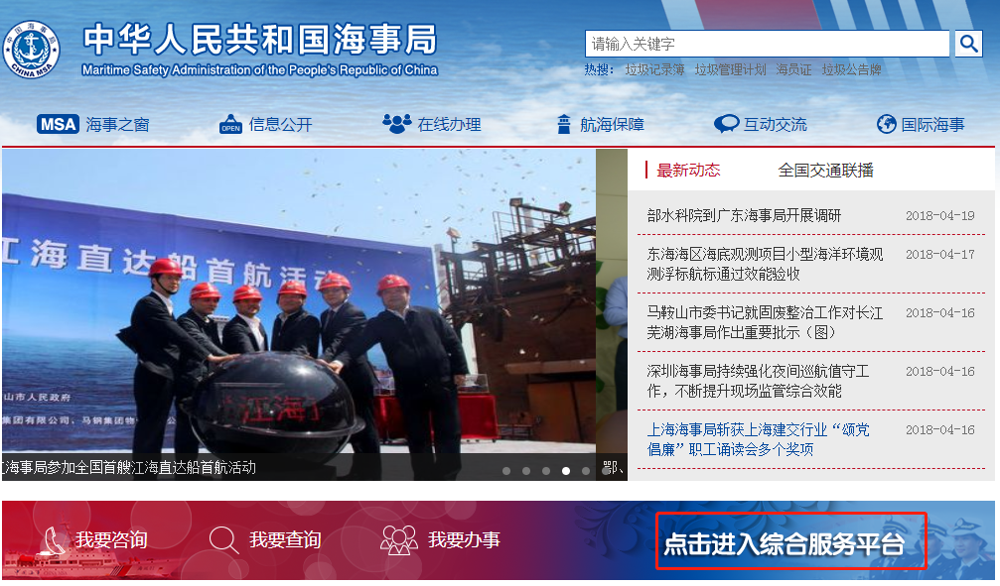 中国海事局
CHINA MSA
中华人民共和国海事局
Maritime Safety Administration of the People's Republic of China
请输入关键字
热搜: 垃圾记录簿 垃圾管理计划 海员证 垃圾公告牌
MSA 海事之窗
OPEN 信息公开
在线办理
航海保障
互动交流
国际海事
江海直达船首航活动
山市人民政府
集团有限公司、马钢集团物
江海
海事局参加全国首艘江海直达船首航活动
部、
最新动态
全国交通联播
部水科院到广东海事局开展调研 2018-04-19
东海海区海底观测项目小型海洋环境观 2018-04-17
测浮标航标通过效能验收
马鞍山市委书记就固废整治工作对长江 2018-04-16
芜湖海事局作出重要批示（图）
深圳海事局持续强化夜间巡航值守工 2018-04-16
作，不断提升现场监管综合效能
上海海事局斩获上海建交行业“颂党 2018-04-16
倡廉”职工诵读会多个奖项
我要咨询
我要查询
我要办事
点击进入综合服务平台